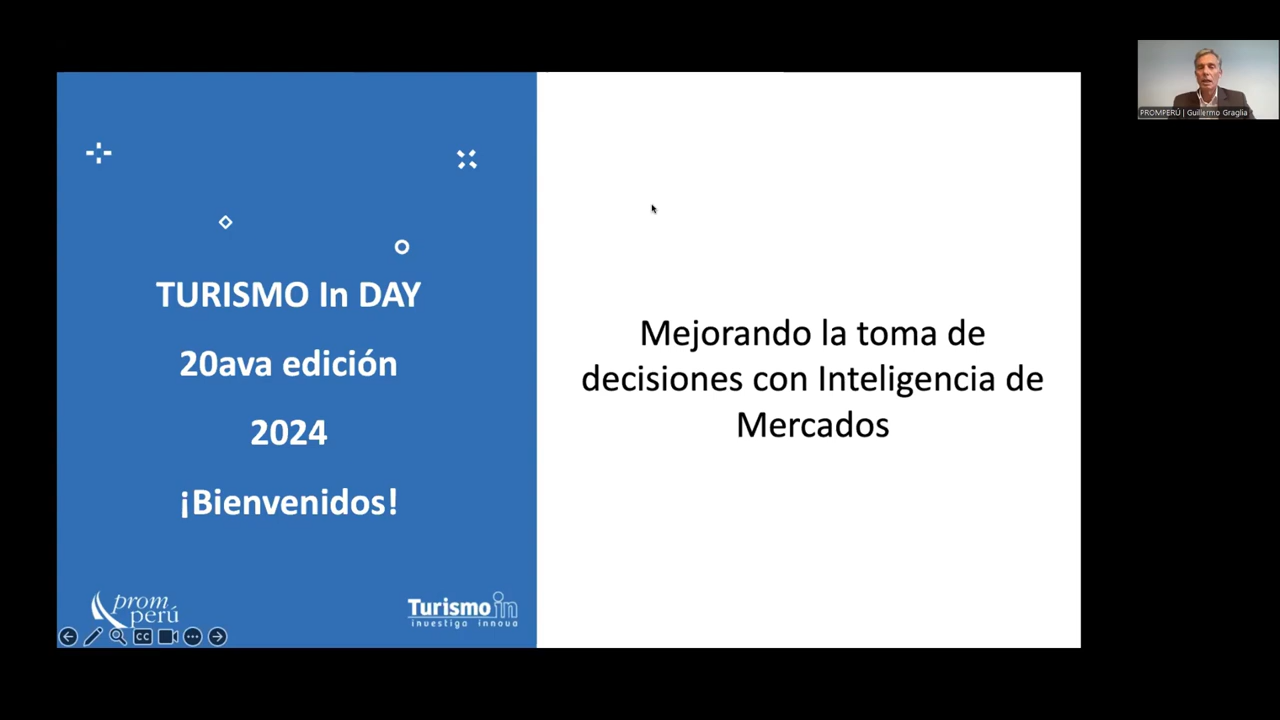 TURISMO In DAY
20ava edición
2024
¡Bienvenidos!
prom
perú
Turismo in
investiga innova
CC
Mejorando la toma de
decisiones con Inteligencia de
Mercados
PROMPERÚ | Guillermo Graglia